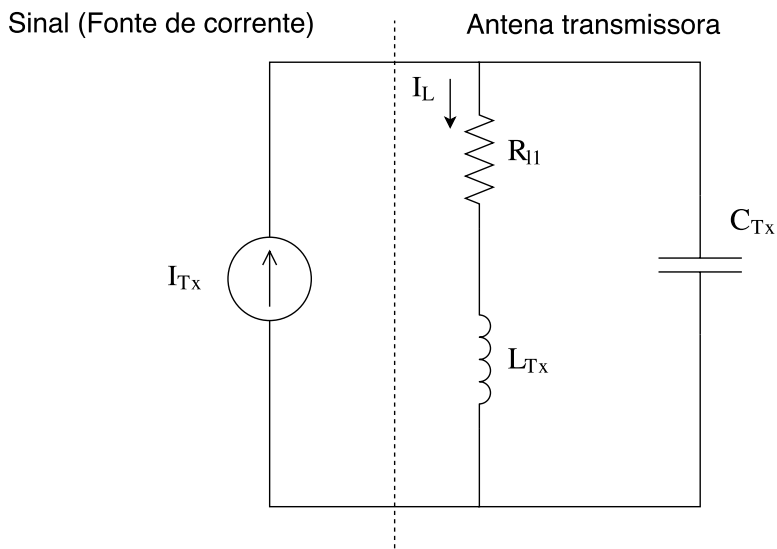 Sinal (Fonte de corrente)
Antena transmissora
I_L
R_l1
C_Tx
I_Tx
L_Tx